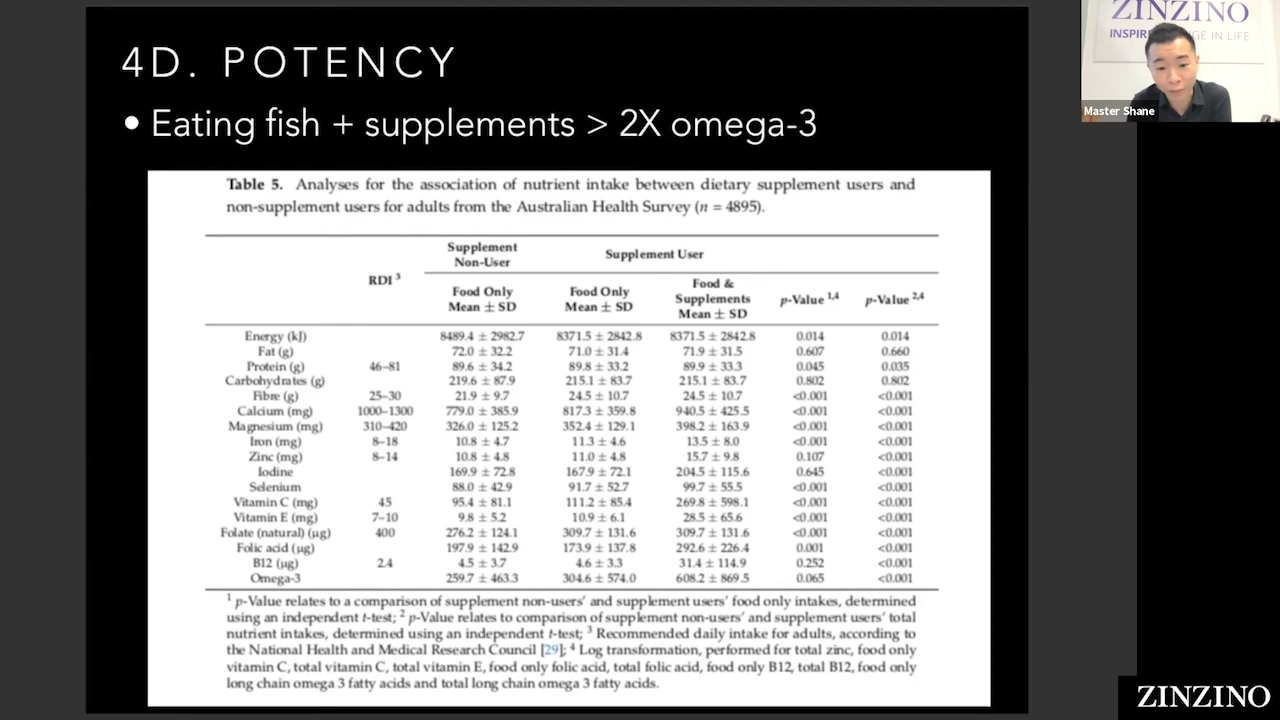 4D. POTENCY
• Eating fish + supplements > 2X omega-3
Table 5. Analyses for the association of nutrient intake between dietary supplement users and
non-supplement users for adults from the Australian Health Survey (n = 4895).
RDI 3
Supplement Non-User
Supplement User
Food Only Mean ± SD
Food Only Mean ± SD
Food & Supplements Mean ± SD
p-Value 1,4
p-Value 2,4
Energy (kJ) 8489.4 ± 2982.7 8371.5 ± 2842.8 8371.5 ± 2842.8 0.014 0.014
Fat (g) 72.0 ± 32.2 71.0 ± 31.4 71.9 ± 31.5 0.607 0.660
Protein (g) 46–81 89.6 ± 34.2 89.8 ± 33.2 89.9 ± 33.3 0.045 0.035
Carbohydrates (g) 219.6 ± 87.9 215.1 ± 83.7 215.1 ± 83.7 0.802 0.802
Fibre (g) 25–30 21.9 ± 9.7 24.5 ± 10.7 24.5 ± 10.7 <0.001 <0.001
Calcium (mg) 1000–1300 779.0 ± 385.9 817.3 ± 359.8 940.5 ± 425.5 <0.001 <0.001
Magnesium (mg) 310–420 326.0 ± 125.2 352.4 ± 129.1 398.2 ± 163.9 <0.001 <0.001
Iron (mg) 8–18 10.8 ± 4.7 11.3 ± 4.6 13.5 ± 8.0 <0.001 <0.001
Zinc (mg) 8–14 10.8 ± 4.8 11.0 ± 4.8 15.7 ± 9.8 0.107 <0.001
Iodine 169.9 ± 72.8 167.9 ± 72.1 204.5 ± 115.6 0.645 <0.001
Selenium 88.0 ± 42.9 91.7 ± 52.7 99.7 ± 55.5 <0.001 <0.001
Vitamin C (mg) 45 95.4 ± 81.1 111.2 ± 85.4 269.8 ± 598.1 <0.001 <0.001
Vitamin E (mg) 7–10 9.8 ± 5.2 10.9 ± 6.1 28.5 ± 65.6 <0.001 <0.001
Folate (natural) (µg) 400 276.2 ± 124.1 309.7 ± 131.6 309.7 ± 131.6 <0.001 <0.001
Folic acid (µg) 197.9 ± 142.9 173.9 ± 137.8 292.6 ± 226.4 0.001 <0.001
B12 (µg) 2.4 4.5 ± 3.7 4.6 ± 3.3 31.4 ± 114.9 0.252 <0.001
Omega-3 259.7 ± 463.3 304.6 ± 574.0 608.2 ± 869.5 0.065 <0.001
1 p-Value relates to a comparison of supplement non-users' and supplement users' food only intakes, determined
using an independent t-test; 2 p-Value relates to comparison of supplement non-users' and supplement users' total
nutrient intakes, determined using an independent t-test; 3 Recommended daily intake for adults, according to
the National Health and Medical Research Council [29]; 4 Log transformation, performed for total zinc, food only
vitamin C, total vitamin C, total vitamin E, food only folic acid, total folic acid, food only B12, total B12, food only
long chain omega 3 fatty acids and total long chain omega 3 fatty acids.
ZINZINO
IN LIFE
Master Shane
ZINZINO